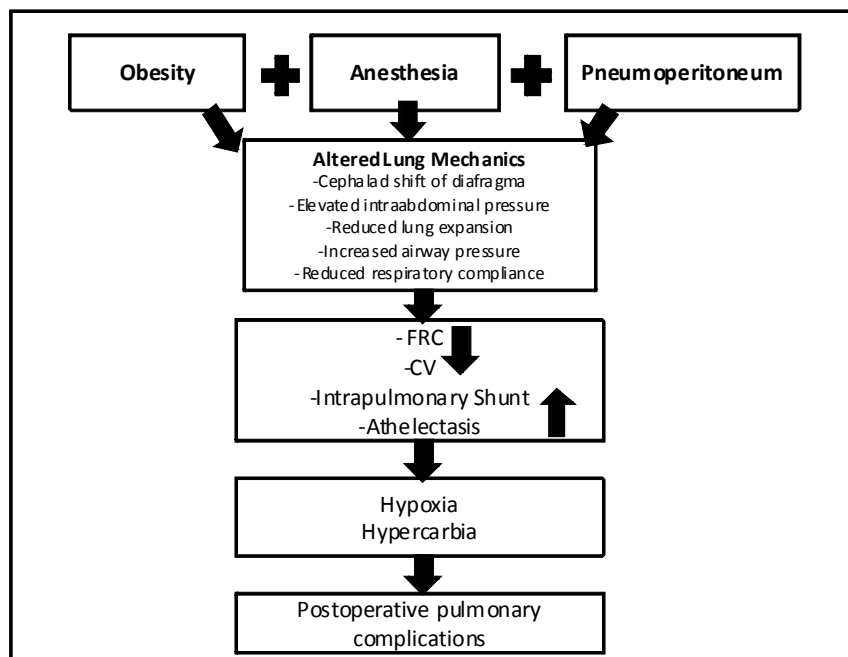 Obesity + Anesthesia + Pneumoperitoneum
Altered Lung Mechanics
-Cephalad shift of diafragma
-Elevated intraabdominal pressure
-Reduced lung expansion
-Increased airway pressure
-Reduced respiratory compliance
- FRC
-CV
-Intrapulmonary Shunt
-Athelectasis
Hypoxia
Hypercarbia
Postoperative pulmonary
complications